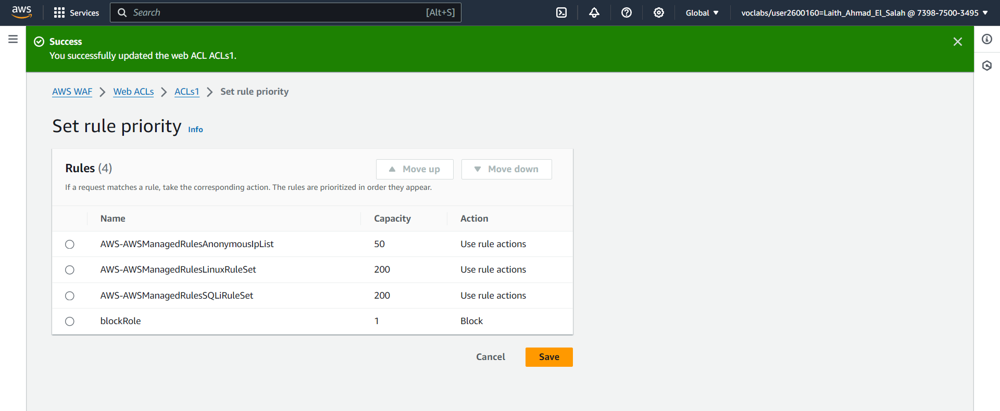 aws Services Search [Alt+S] Global voclabs/user2600160=Laith_Ahmad_El_Salah @ 7398-7500-3495
Success
You successfully updated the web ACL ACLs1.
AWS WAF Web ACLs ACLs1 Set rule priority
Set rule priority Info
Rules (4) Move up Move down
If a request matches a rule, take the corresponding action. The rules are prioritized in order they appear.
Name Capacity Action
AWS-AWSManagedRulesAnonymousIpList 50 Use rule actions
AWS-AWSManagedRulesLinuxRuleSet 200 Use rule actions
AWS-AWSManagedRulesSQLiRuleSet 200 Use rule actions
blockRole 1 Block
Cancel Save